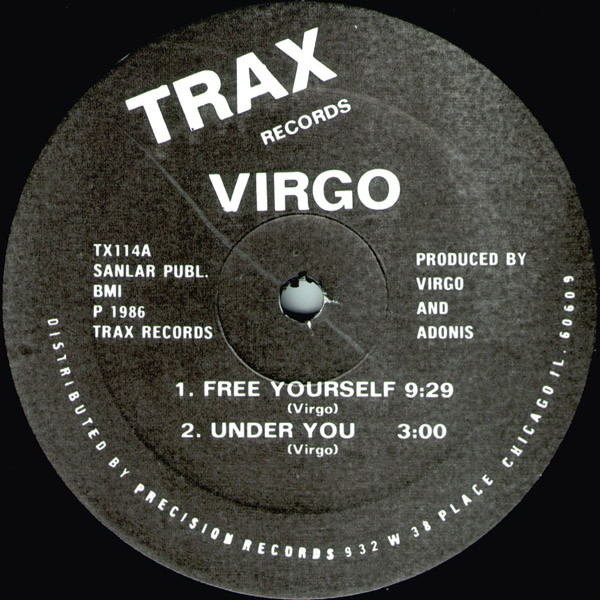 TRAX
RECORDS
VIRGO
TX114A
SANLAR PUBL.
BMI
P 1986
TRAX RECORDS
PRODUCED BY
VIRGO
AND
ADONIS
1. FREE YOURSELF 9:29
(Virgo)
2. UNDER YOU 3:00
(Virgo)
DISTRIBUTED BY PRECISION RECORDS 932 W 38 PLACE CHICAGO IL. 60609